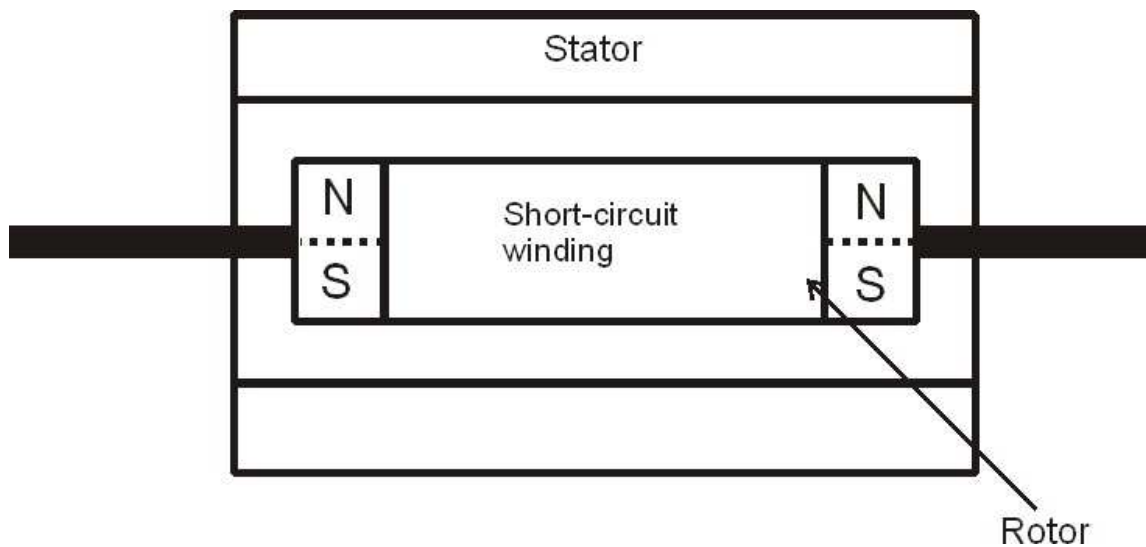 Stator
N
N
Short-circuit
winding
S
S
Rotor